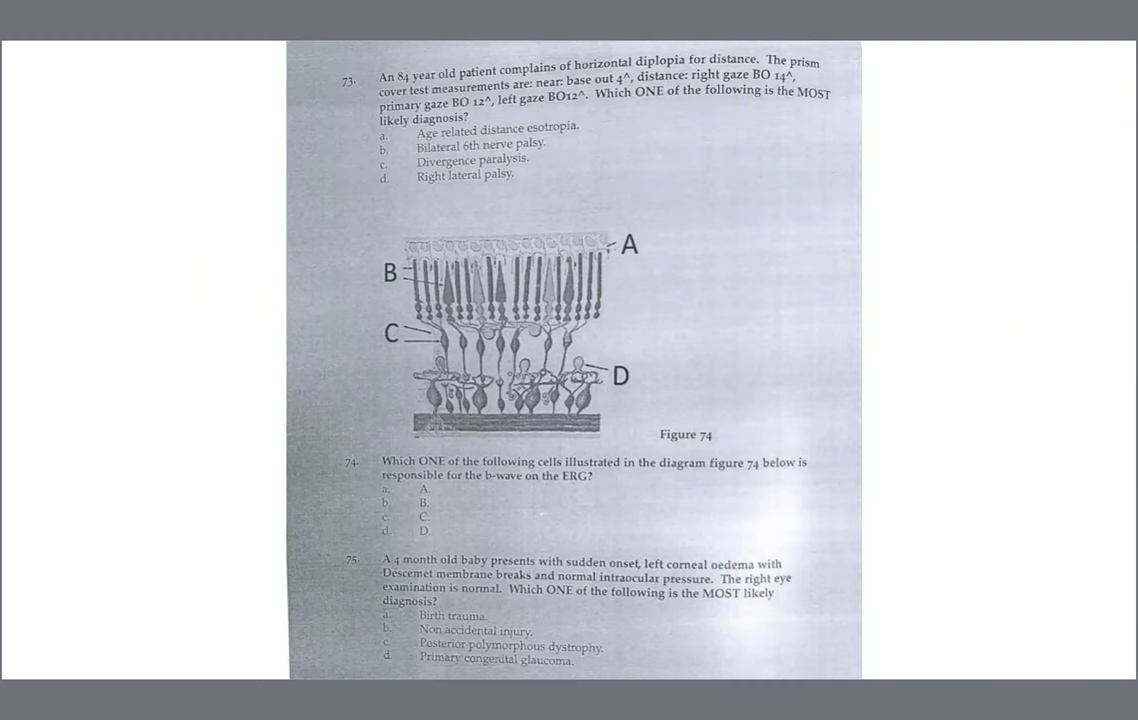 73. An 84 year old patient complains of horizontal diplopia for distance. The prism
cover test measurements are: near: base out 4^, distance: right gaze BO 14^,
primary gaze BO 12^, left gaze BO12^. Which ONE of the following is the MOST
likely diagnosis?
a. Age related distance esotropia.
b. Bilateral 6th nerve palsy.
c. Divergence paralysis.
d. Right lateral palsy.
A
B
C
D
Figure 74
74. Which ONE of the following cells illustrated in the diagram figure 74 below is
responsible for the b-wave on the ERG?
a. A.
b. B.
c. C.
d. D.
75. A 4 month old baby presents with sudden onset, left corneal oedema with
Descemet membrane breaks and normal intraocular pressure. The right eye
examination is normal. Which ONE of the following is the MOST likely
diagnosis?
a. Birth trauma.
b. Non accidental injury.
c. Posterior polymorphous dystrophy.
d. Primary congenital glaucoma.